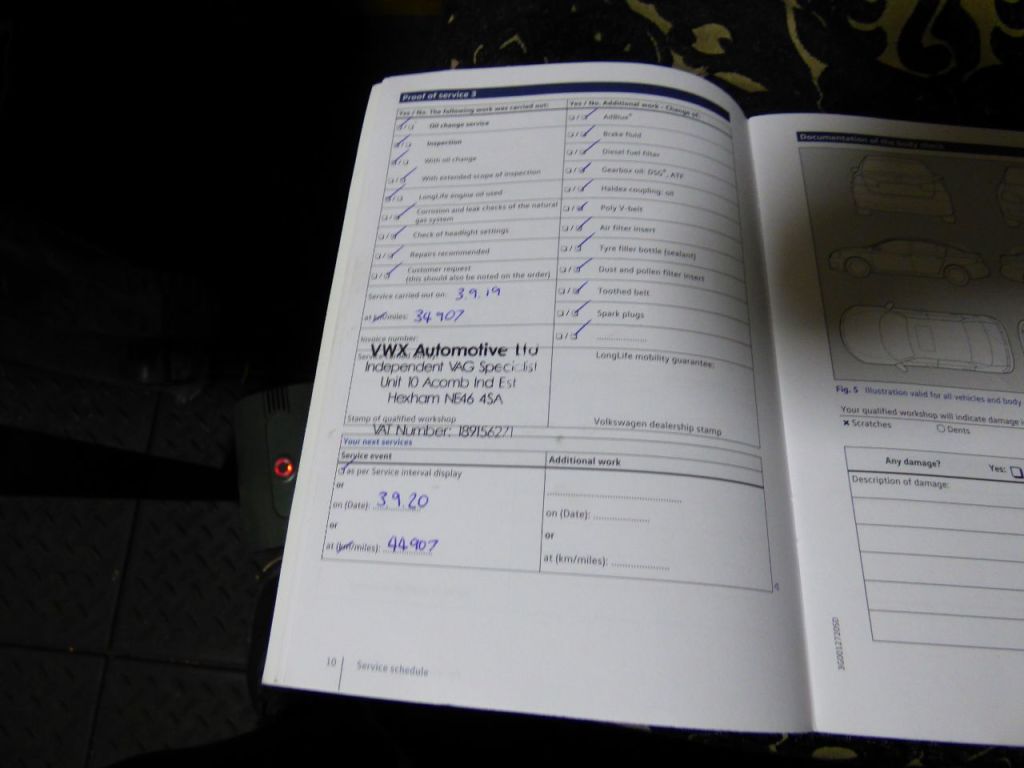 Proof of service 3
Yes / No. The following work was carried out:
Oil change service
Inspection
With oil change
With extended scope of inspection
LongLife engine oil used
Corrosion and leak checks of the natural
gas system
Check of headlight settings
Repairs recommended
Customer request
(this should also be noted on the order)
Service carried out on: 3.9.19
at km/miles: 34907
Invoice number:
VWX Automotive Ltd
Independent VAG Specialist
Unit 10 Acomb Ind Est
Hexham NE46 4SA
Stamp of qualified workshop
VAT Number: 189156271
Yes / No. Additional work - Change of:
AdBlue®
Brake fluid
Diesel fuel filter
Gearbox oil: DSG®, ATF
Haldex coupling: oil
Poly V-belt
Air filter insert
Tyre filler bottle (sealant)
Dust and pollen filter insert
Toothed belt
Spark plugs
....................
LongLife mobility guarantee:
Volkswagen dealership stamp
Your next services
Service event
as per Service interval display
or
on (Date): 3.9.20
or
at (km/miles): 44907
Additional work
on (Date): ....................
or
at (km/miles): ....................
10 Service schedule
Documentation of the body check
Fig. 5 Illustration valid for all vehicles and body
Your qualified workshop will indicate damage
x Scratches O Dents
Any damage? Yes:
Description of damage:
3G0012720SD